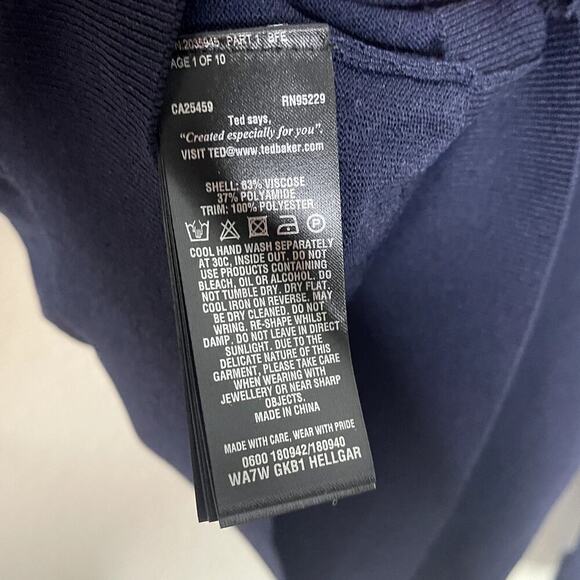 N.2035945 PART 1 BFE
AGE 1 OF 10
CA25459 RN95229
Ted says,
“Created especially for you”.
VISIT TED@www.tedbaker.com
SHELL: 63% VISCOSE
37% POLYAMIDE
TRIM: 100% POLYESTER
COOL HAND WASH SEPARATELY
AT 30C, INSIDE OUT. DO NOT
USE PRODUCTS CONTAINING
BLEACH, OIL OR ALCOHOL. DO
NOT TUMBLE DRY. DRY FLAT.
COOL IRON ON REVERSE. MAY
BE DRY CLEANED. DO NOT
WRING. RE-SHAPE WHILST
DAMP. DO NOT LEAVE IN DIRECT
SUNLIGHT. DUE TO THE
DELICATE NATURE OF THIS
GARMENT, PLEASE TAKE CARE
WHEN WEARING WITH
JEWELLERY OR NEAR SHARP
OBJECTS.
MADE IN CHINA
MADE WITH CARE, WEAR WITH PRIDE
0600 180942/180940
WA7W GKB1 HELLGAR